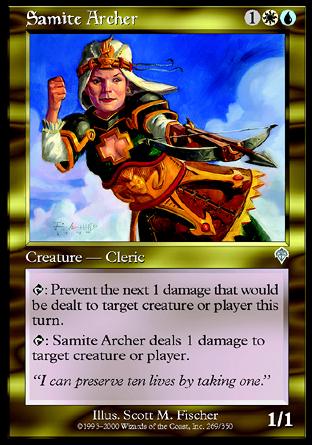 Samite Archer 1
Creature — Cleric
: Prevent the next 1 damage that would
be dealt to target creature or player this
turn.
: Samite Archer deals 1 damage to
target creature or player.
“I can preserve ten lives by taking one.”
Illus. Scott M. Fischer
©1993–2000 Wizards of the Coast, Inc. 269/350
1/1